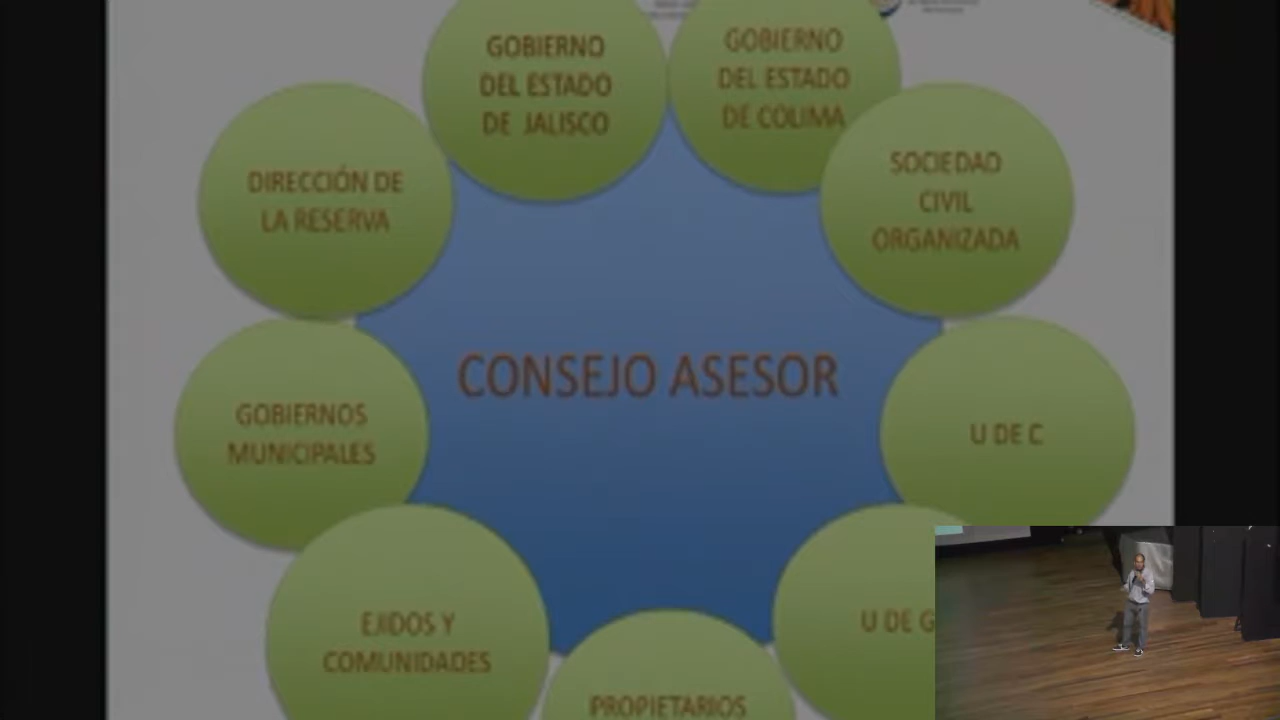 GOBIERNO
DEL ESTADO
DE JALISCO
GOBIERNO
DEL ESTADO
DE COLIMA
SOCIEDAD
CIVIL
ORGANIZADA
DIRECCIÓN DE
LA RESERVA
CONSEJO ASESOR
GOBIERNOS
MUNICIPALES
U DE C
EJIDOS Y
COMUNIDADES
U DE G
PROPIETARIOS